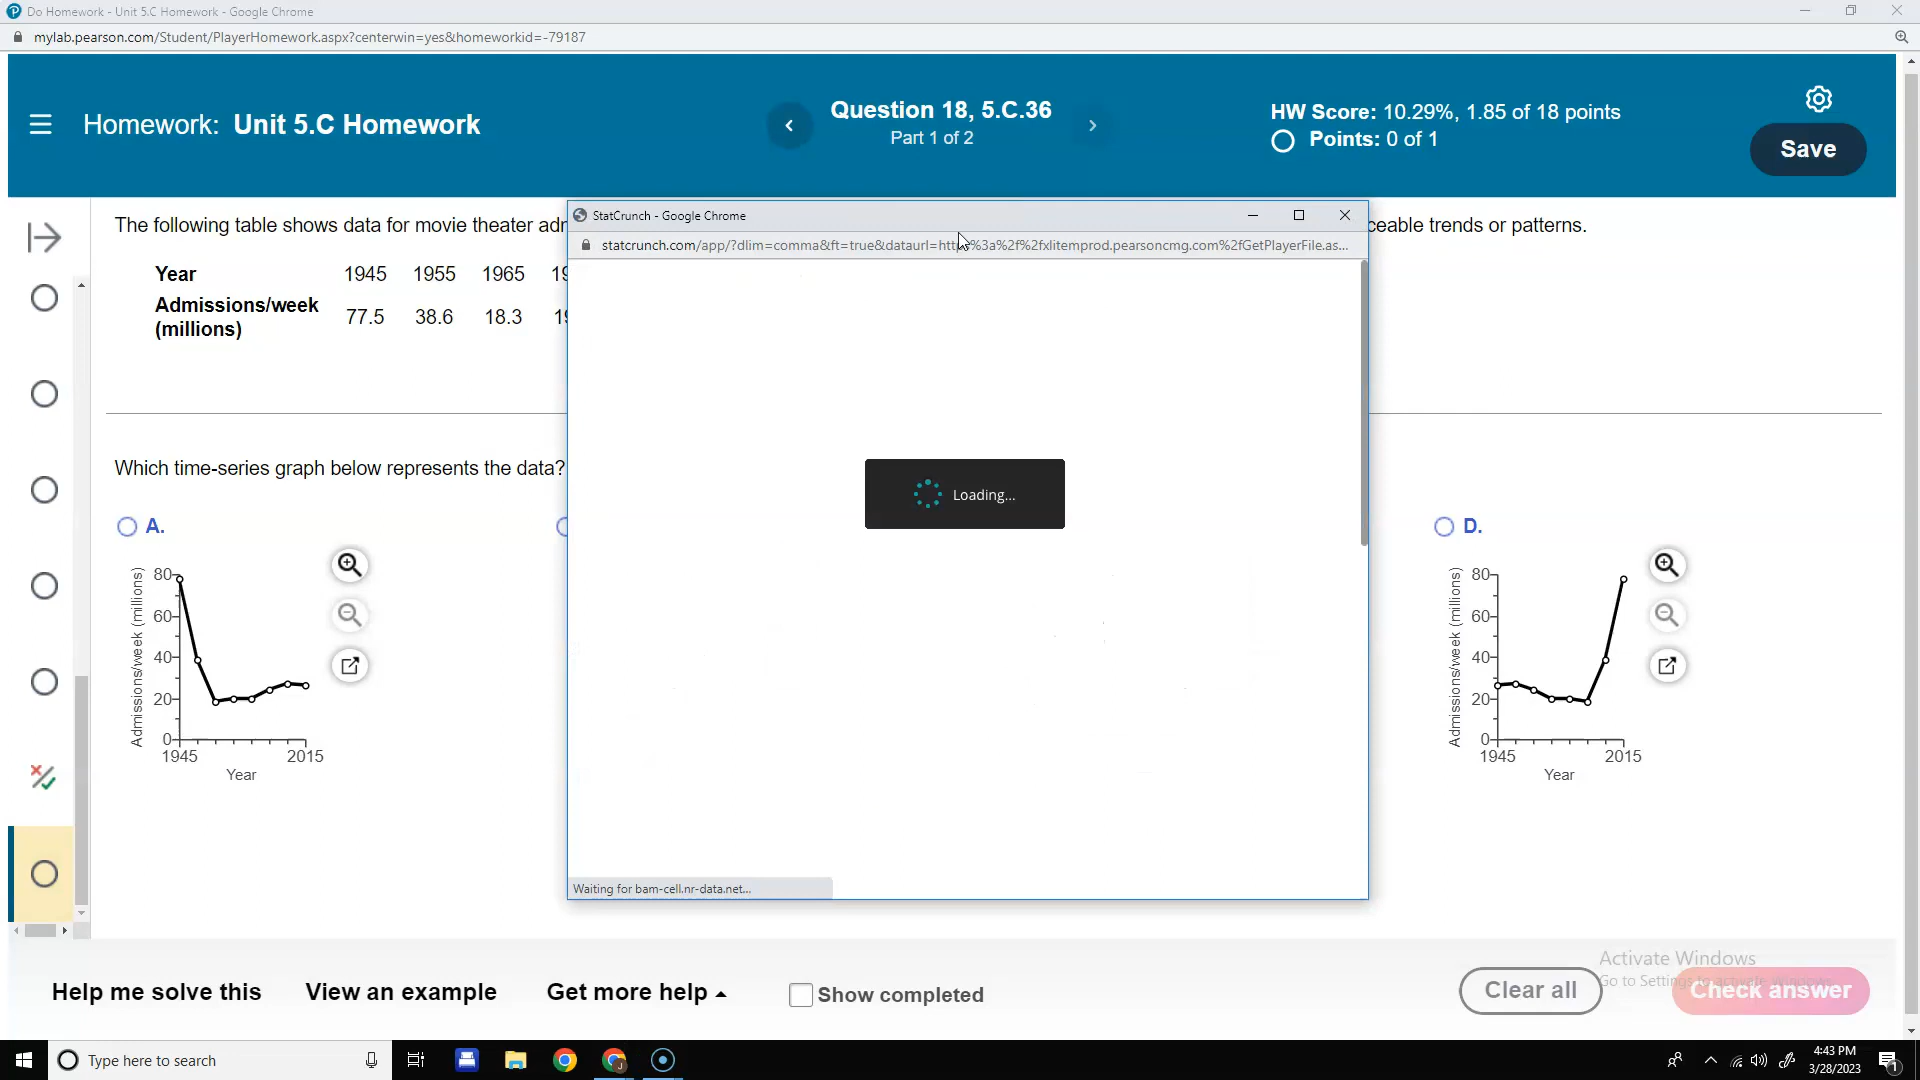 Do Homework - Unit 5.C Homework - Google Chrome
mylab.pearson.com/Student/PlayerHomework.aspx?centerwin=yes&homeworkid=-79187
Homework: Unit 5.C Homework
Question 18, 5.C.36
Part 1 of 2
HW Score: 10.29%, 1.85 of 18 points
Points: 0 of 1
Save
The following table shows data for movie theater
ceable trends or patterns.
Year 1945 1955 1965
Admissions/week
(millions) 77.5 38.6 18.3
StatCrunch - Google Chrome
statcrunch.com/app/?dlim=comma&ft=true&dataurl=http
%3a%2f%2fxlitemprod.pearsoncmg.com%2fGetPlayerFile.as...
Loading...
Waiting for bam-cell.nr-data.net...
Which time-series graph below represents the data?
A.
Admissions/week (millions)
80
60
40
20
0
1945 2015
Year
D.
Admissions/week (millions)
80
60
40
20
0
1945 2015
Year
Help me solve this
View an example
Get more help
Show completed
Clear all
Check answer
Activate Windows
Go to Settings to activate Windows.
Type here to search
4:43 PM
3/28/2023
1